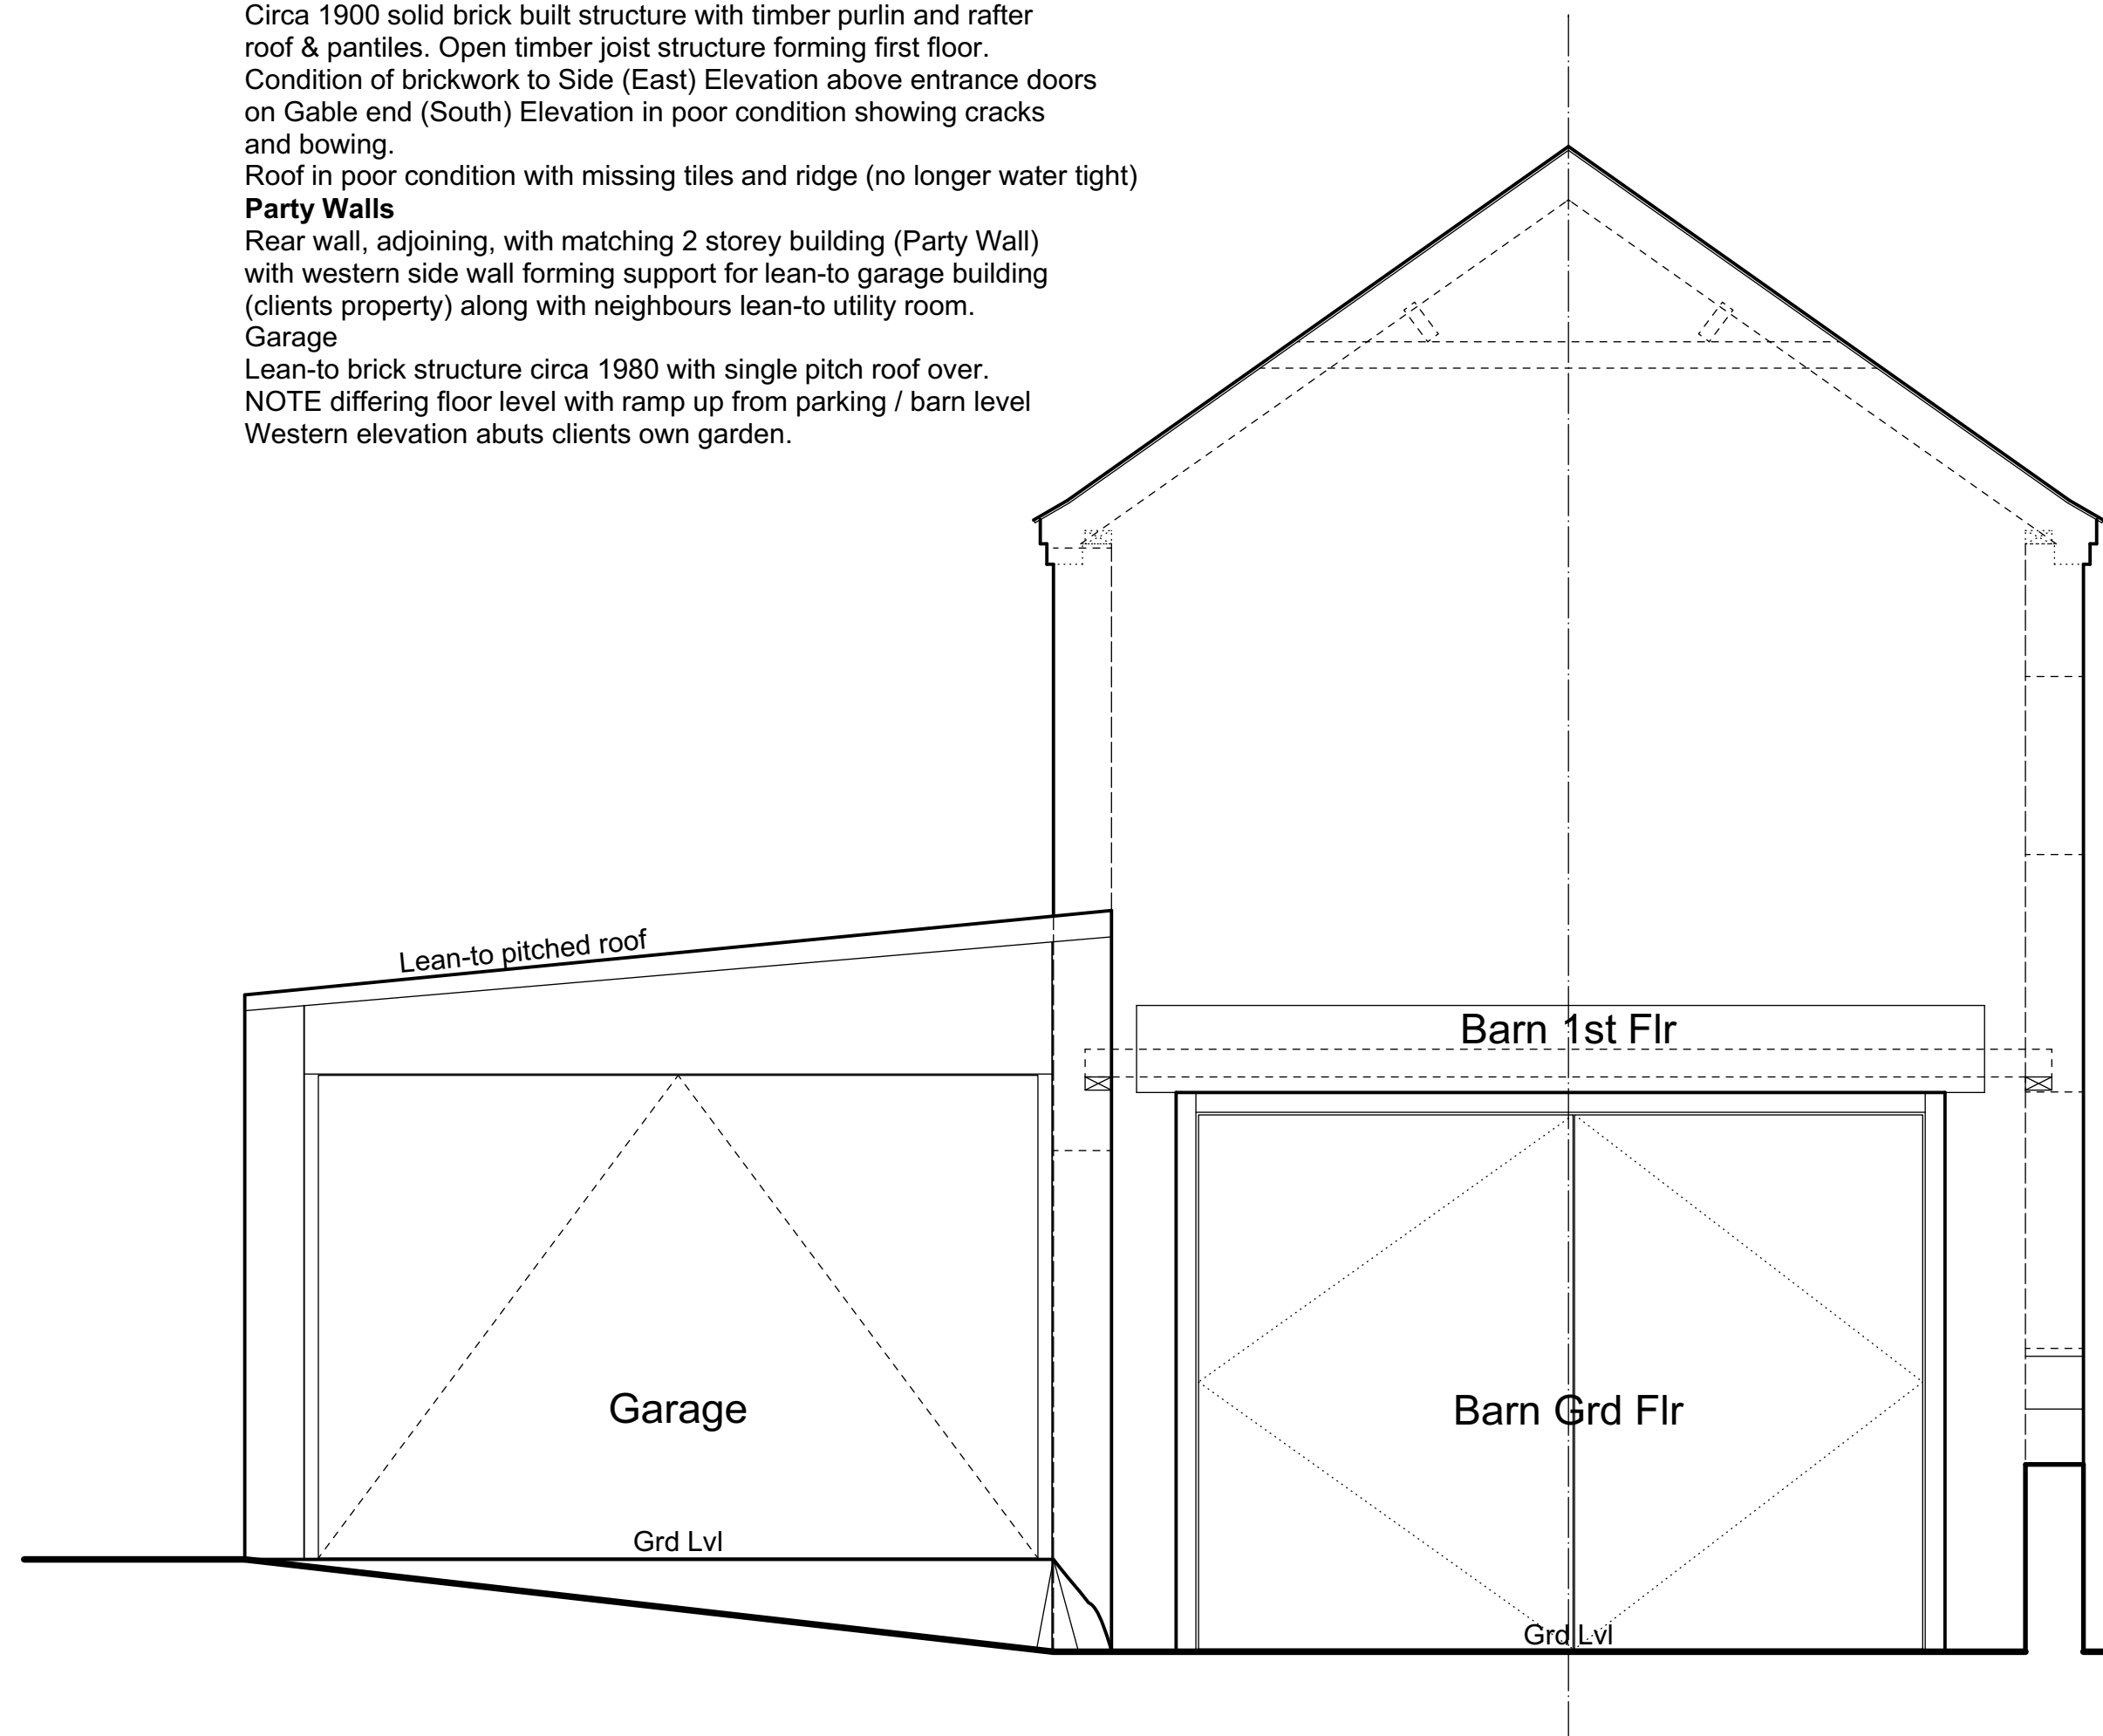 Circa 1900 solid brick built structure with timber purlin and rafter
roof & pantiles. Open timber joist structure forming first floor.
Condition of brickwork to Side (East) Elevation above entrance doors
on Gable end (South) Elevation in poor condition showing cracks
and bowing.
Roof in poor condition with missing tiles and ridge (no longer water tight)
Party Walls
Rear wall, adjoining, with matching 2 storey building (Party Wall)
with western side wall forming support for lean-to garage building
(clients property) along with neighbours lean-to utility room.
Garage
Lean-to brick structure circa 1980 with single pitch roof over.
NOTE differing floor level with ramp up from parking / barn level
Western elevation abuts clients own garden.
Lean-to pitched roof
Barn 1st Flr
Garage
Barn Grd Flr
Grd Lvl
Grd Lvl